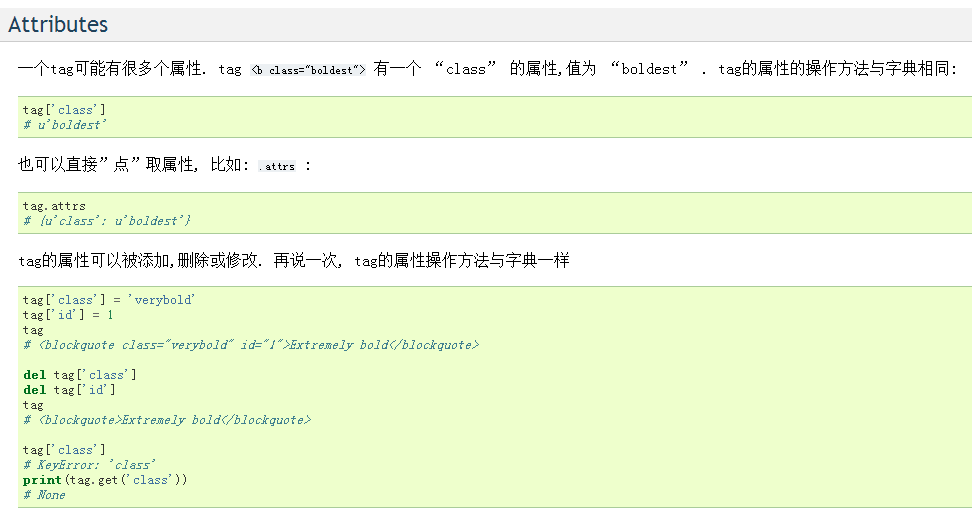 Attributes
一个tag可能有很多个属性. tag <b class="boldest"> 有一个 “class” 的属性,值为 “boldest” . tag的属性的操作方法与字典相同:
tag['class']
# u'boldest'
也可以直接”点”取属性, 比如: .attrs :
tag.attrs
# {u'class': u'boldest'}
tag的属性可以被添加,删除或修改. 再说一次, tag的属性操作方法与字典一样
tag['class'] = 'verybold'
tag['id'] = 1
tag
# <blockquote class="verybold" id="1">Extremely bold</blockquote>
del tag['class']
del tag['id']
tag
# <blockquote>Extremely bold</blockquote>
tag['class']
# KeyError: 'class'
print(tag.get('class'))
# None